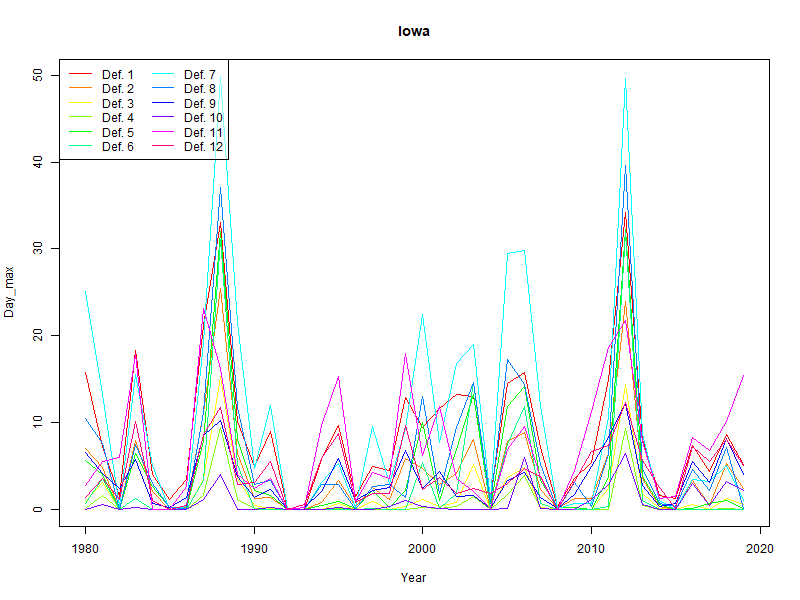 Iowa
Def. 1 Def. 7
Def. 2 Def. 8
Def. 3 Def. 9
Def. 4 Def. 10
Def. 5 Def. 11
Def. 6 Def. 12
Day_max
50
40
30
20
10
0
1980 1990 2000 2010 2020
Year